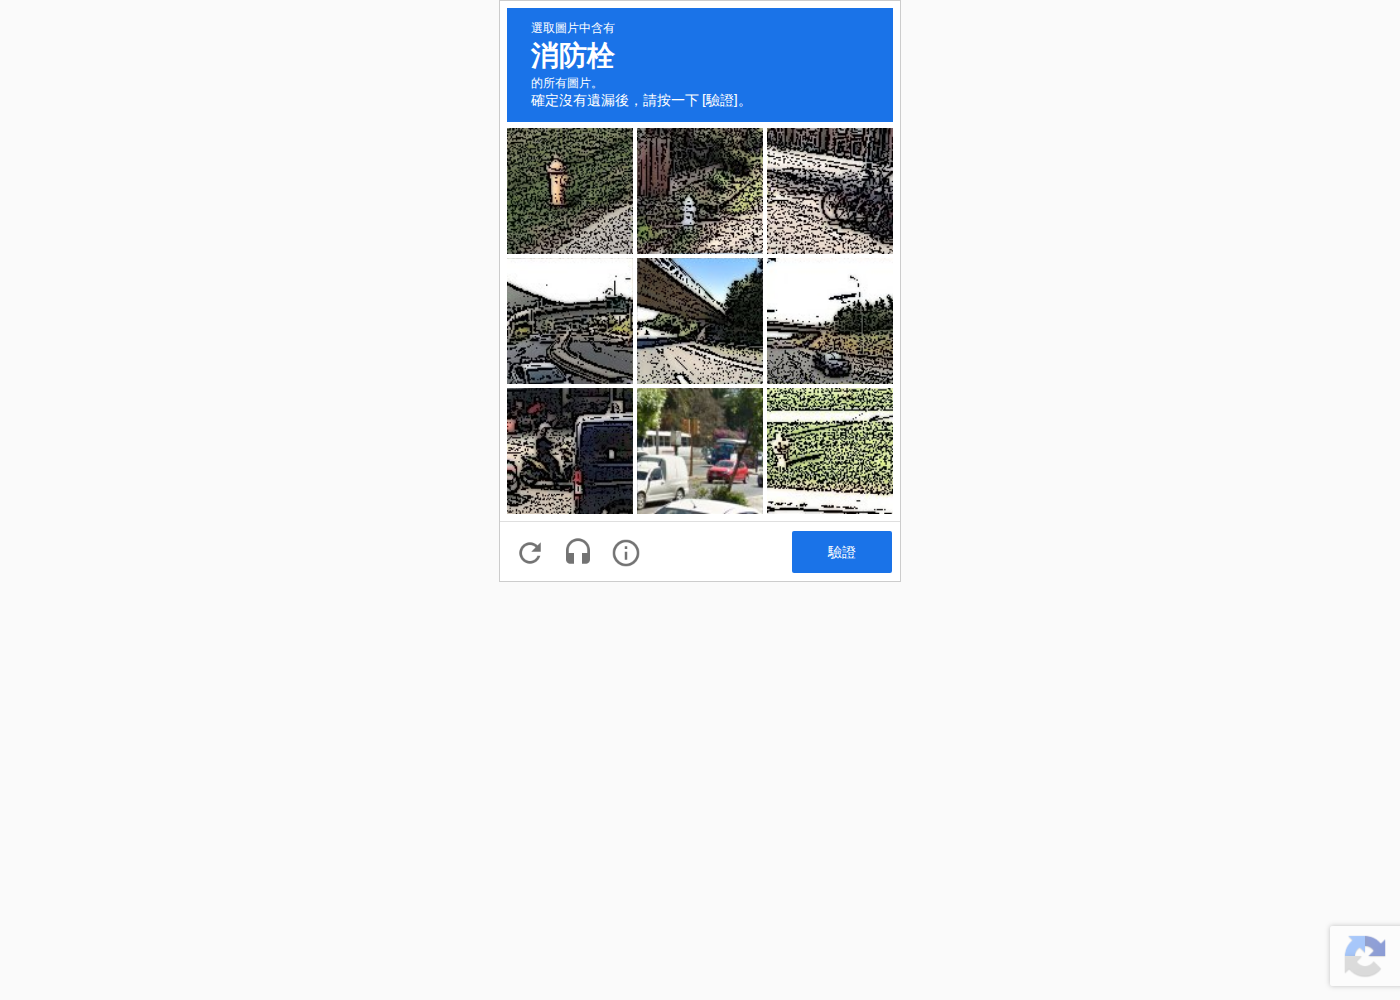 選取圖片中含有
消防栓
的所有圖片。
確定沒有遺漏後，請按一下 [驗證]。
驗證